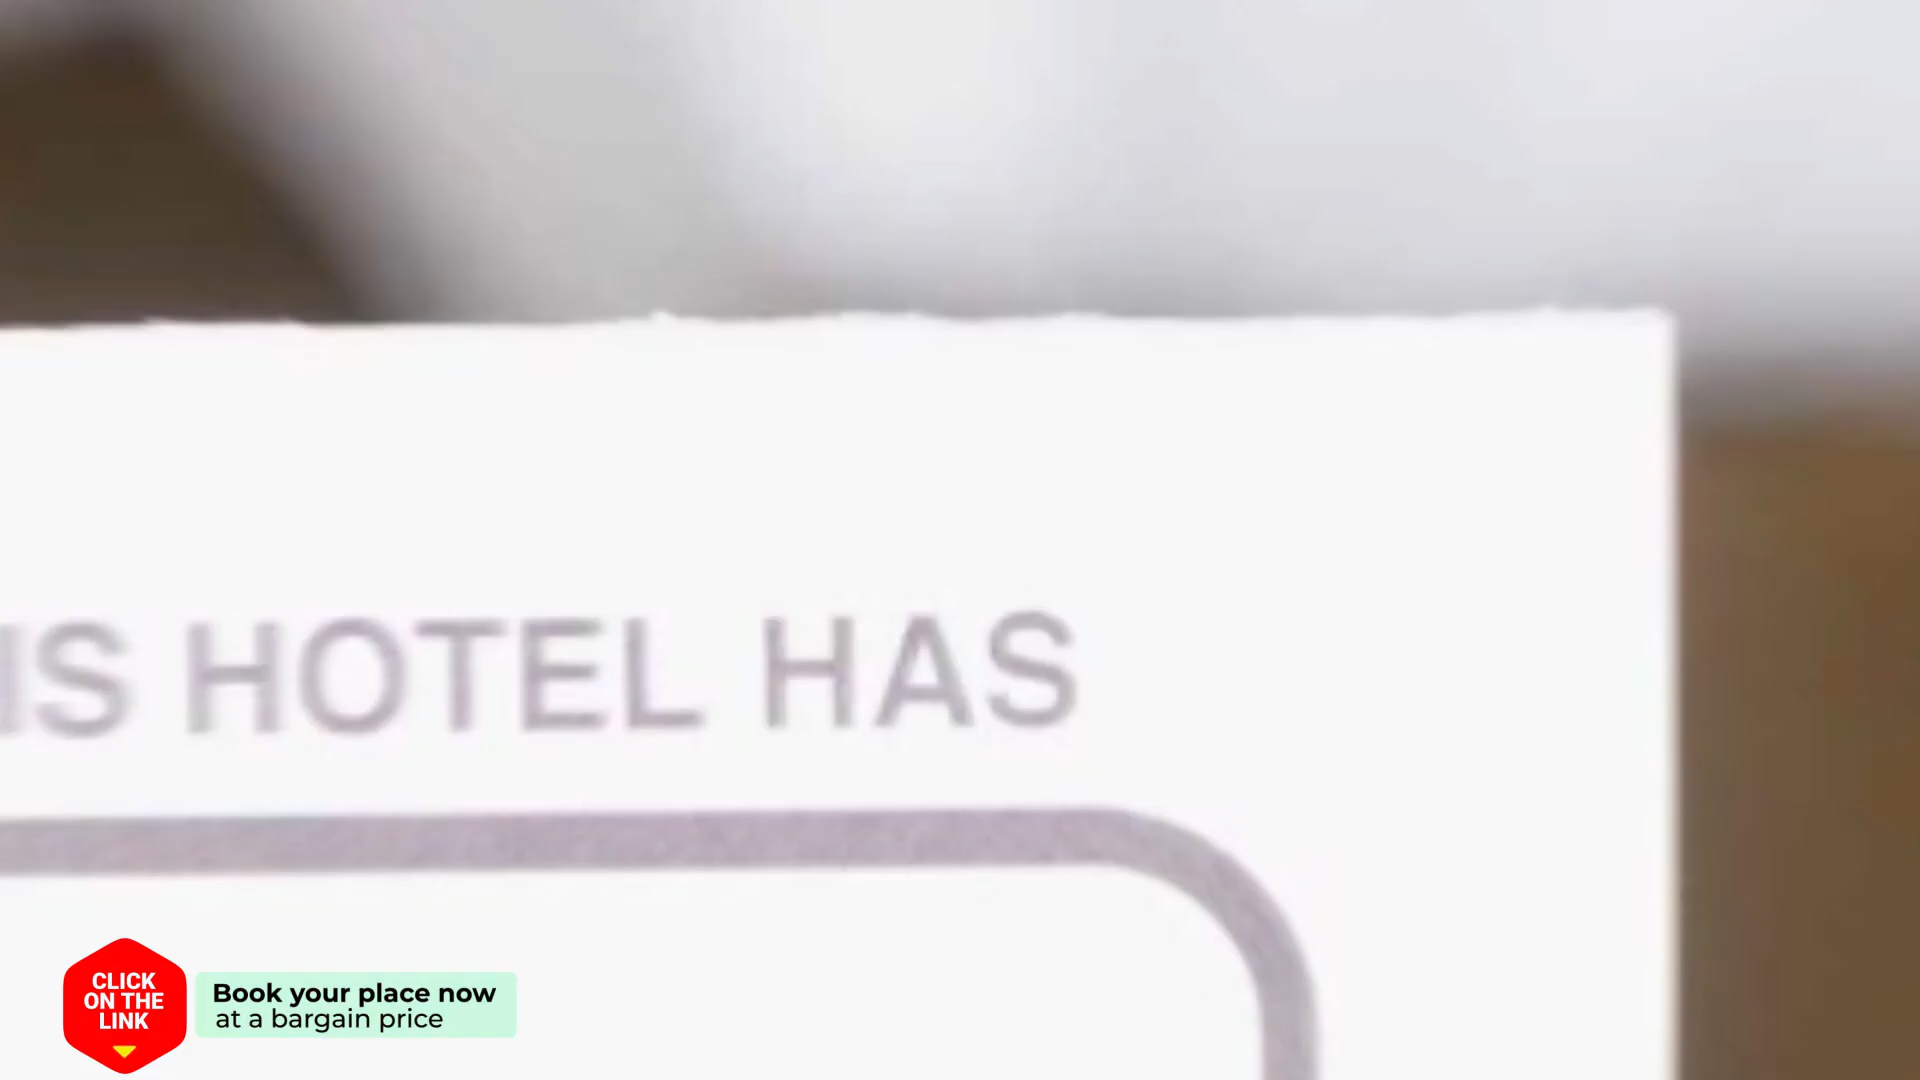 IS HOTEL HAS
CLICK
ON THE
LINK
Book your place now
at a bargain price